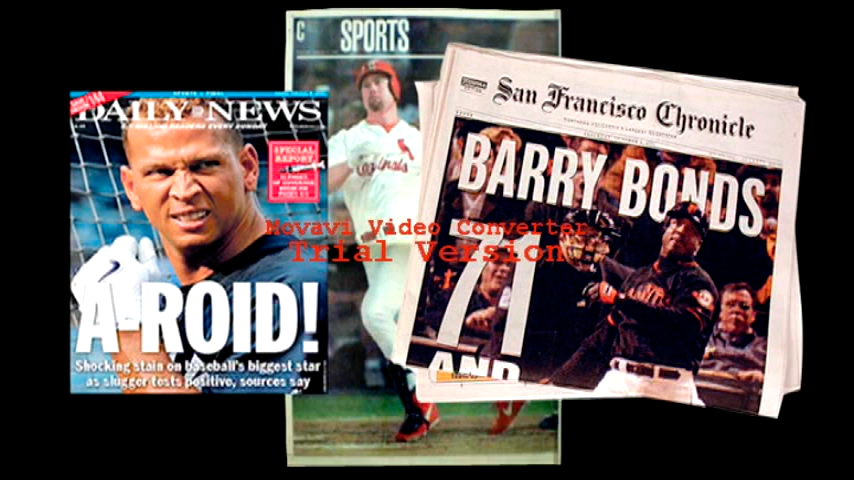 C
SPORTS
San Francisco Chronicle
BARRY BONDS
71
AND
DAILY NEWS
SPECIAL
REPORT
A-ROID!
Shocking stain on baseball's biggest star
as slugger tests positive, sources say
Cardinals
Movavi Video Converter
Trial Version